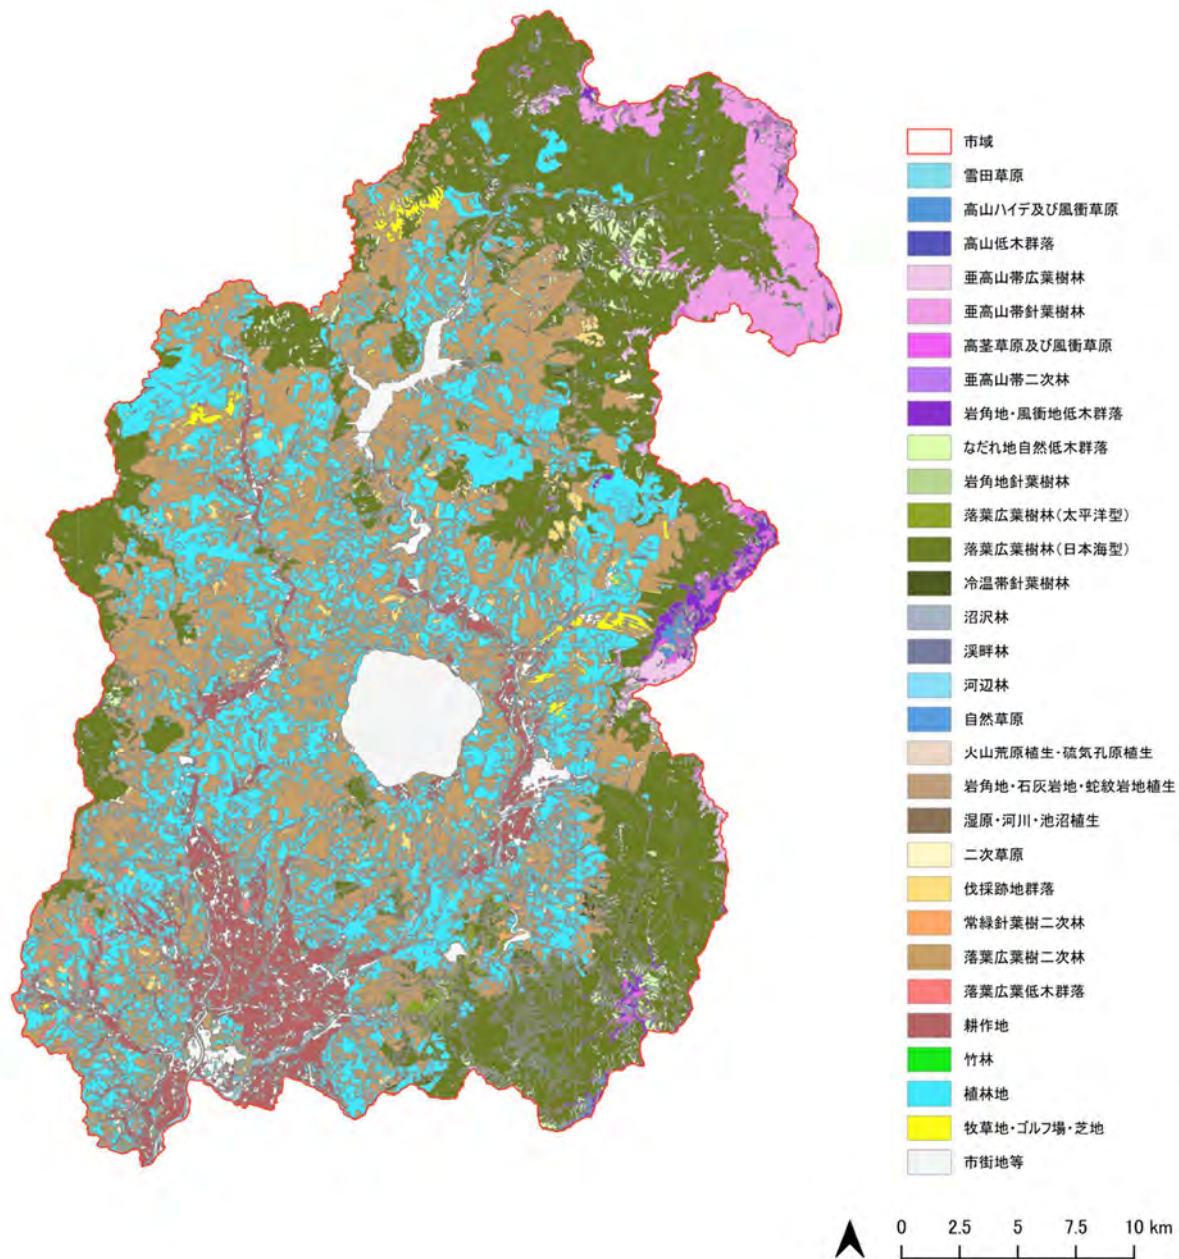 市域
雪田草原
高山ハイデ及び風衝草原
高山低木群落
亜高山帯広葉樹林
亜高山帯針葉樹林
高茎草原及び風衝草原
亜高山帯二次林
岩角地・風衝地低木群落
なだれ地自然低木群落
岩角地針葉樹林
落葉広葉樹林(太平洋型)
落葉広葉樹林(日本海型)
冷温帯針葉樹林
沼沢林
渓畔林
河辺林
自然草原
火山荒原植生・硫気孔原植生
岩角地・石灰岩地・蛇紋岩地植生
湿原・河川・池沼植生
二次草原
伐採跡地群落
常緑針葉樹二次林
落葉広葉樹二次林
落葉広葉低木群落
耕作地
竹林
植林地
牧草地・ゴルフ場・芝地
市街地等
0 2.5 5 7.5 10 km